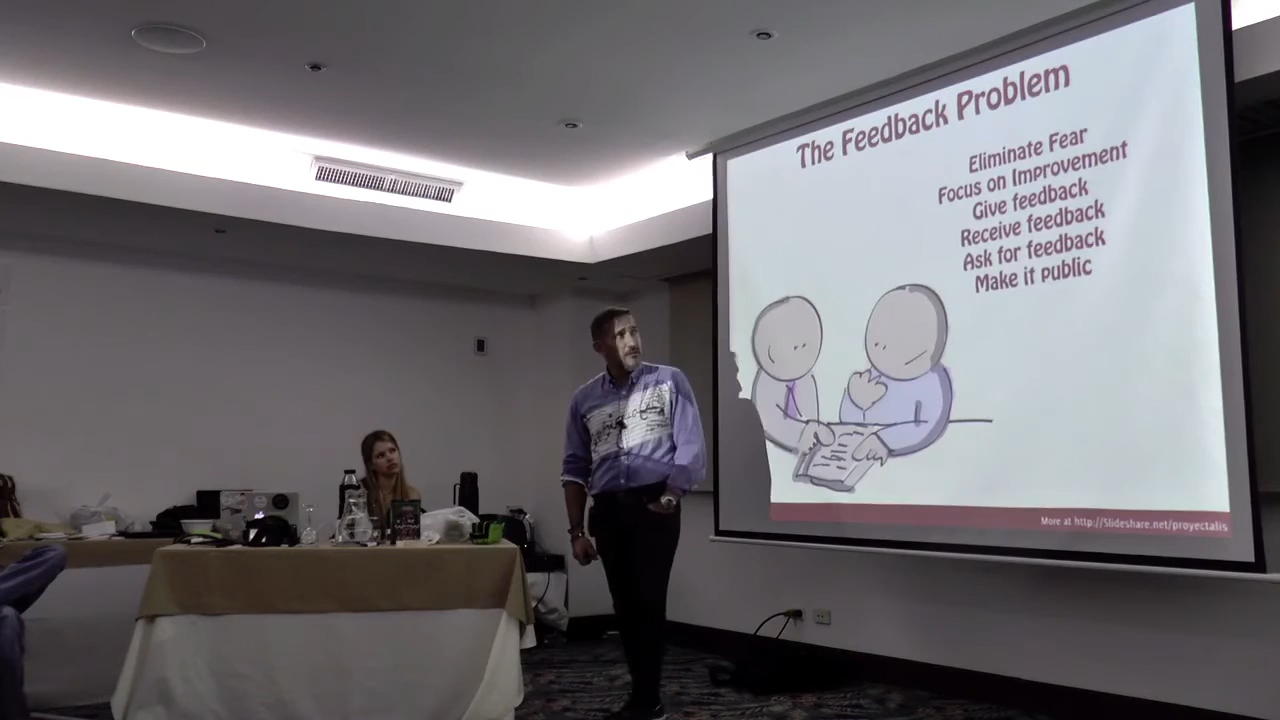 The Feedback Problem
Eliminate Fear
Focus on Improvement
Give feedback
Receive feedback
Ask for feedback
Make it public
More at http://Slideshare.net/proyectalis